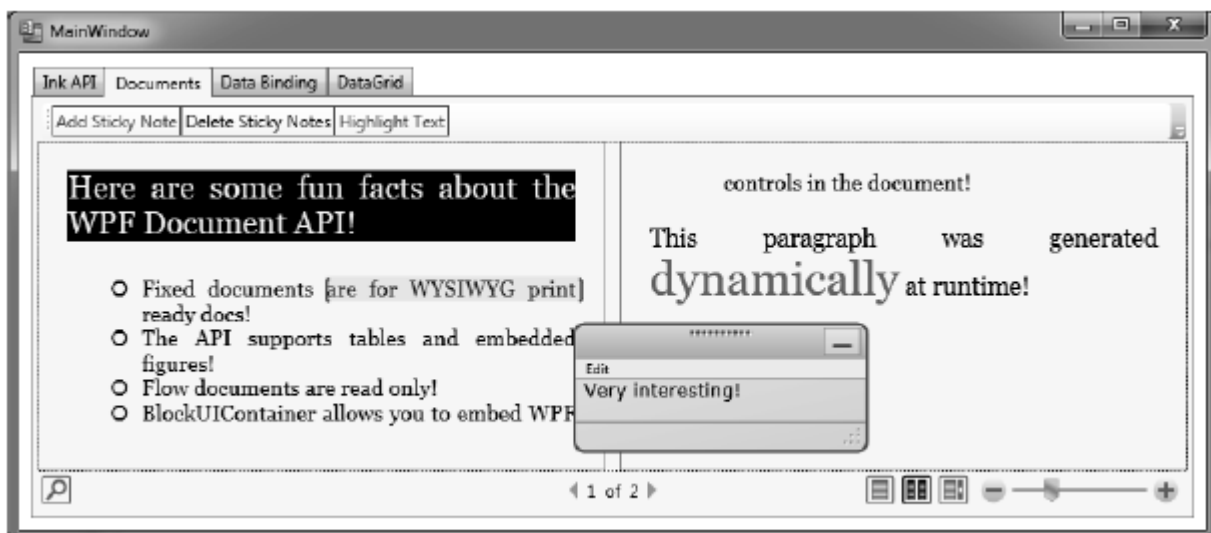 MainWindow
Ink API Documents Data Binding DataGrid
Add Sticky Note Delete Sticky Notes Highlight Text
Here are some fun facts about the
WPF Document API!
Fixed documents are for WYSIWYG print
ready docs!
The API supports tables and embedded
figures!
Flow documents are read only!
BlockUIContainer allows you to embed WPF
controls in the document!
This paragraph was generated
dynamically at runtime!
Edit
Very interesting!
1 of 2